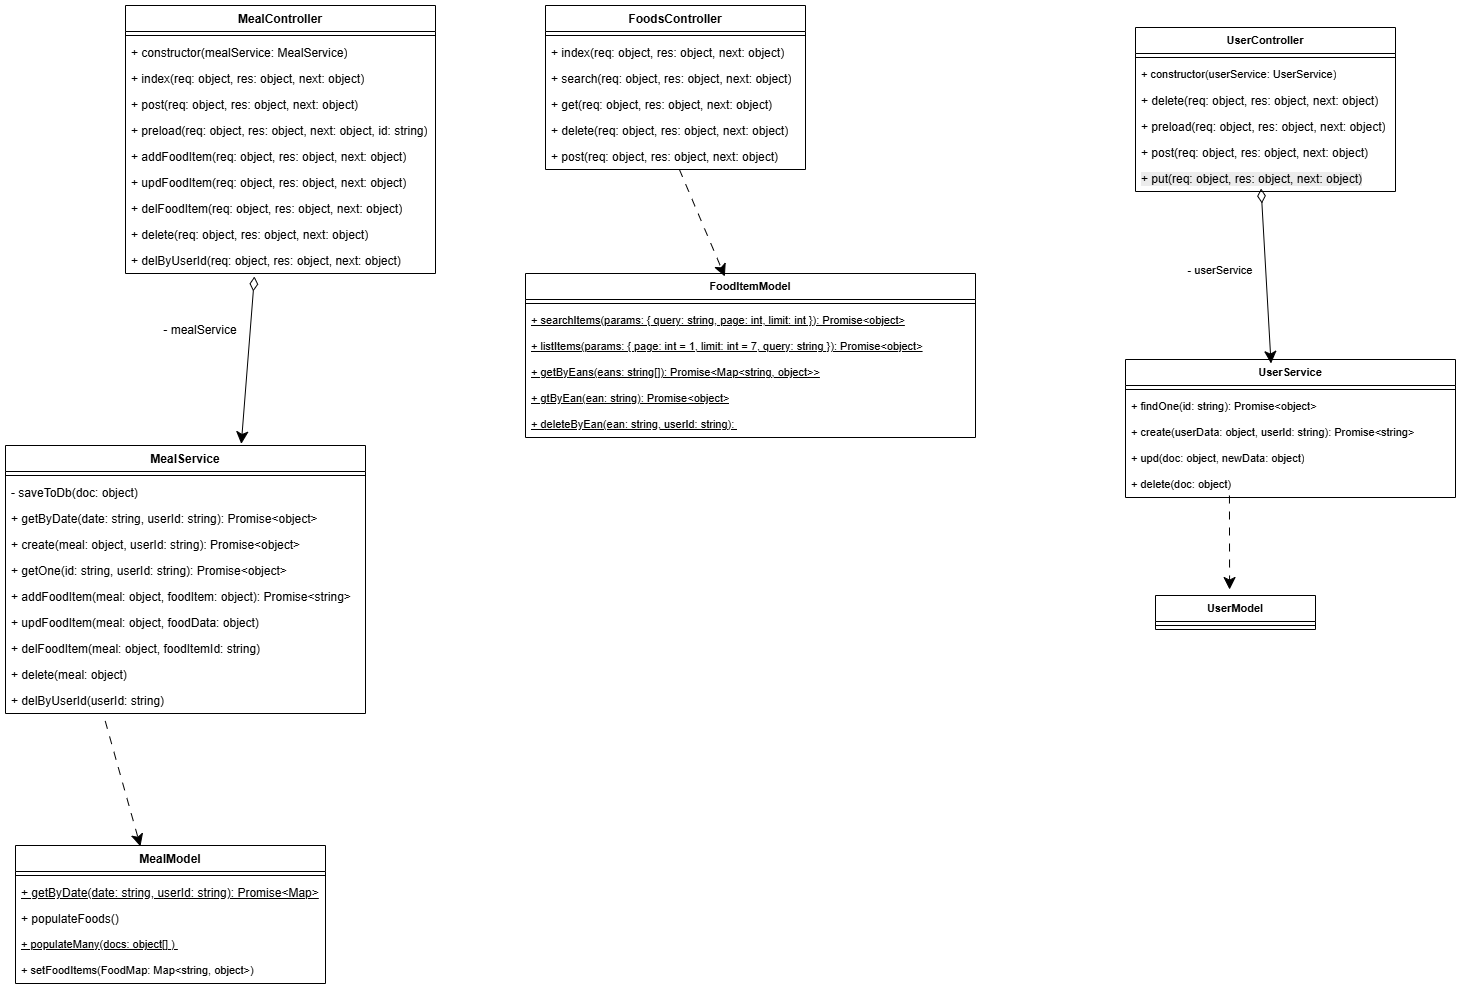 MealController
+ constructor(mealService: MealService)
+ index(req: object, res: object, next: object)
+ post(req: object, res: object, next: object)
+ preload(req: object, res: object, next: object, id: string)
+ addFoodItem(req: object, res: object, next: object)
+ updFoodItem(req: object, res: object, next: object)
+ delFoodItem(req: object, res: object, next: object)
+ delete(req: object, res: object, next: object)
+ delByUserId(req: object, res: object, next: object)
- mealService
MealService
- saveToDb(doc: object)
+ getByDate(date: string, userId: string): Promise<object>
+ create(meal: object, userId: string): Promise<object>
+ getOne(id: string, userId: string): Promise<object>
+ addFoodItem(meal: object, foodItem: object): Promise<string>
+ updFoodItem(meal: object, foodData: object)
+ delFoodItem(meal: object, foodItemId: string)
+ delete(meal: object)
+ delByUserId(userId: string)
MealModel
+ getByDate(date: string, userId: string): Promise<Map>
+ populateFoods()
+ populateMany(docs: object[] )
+ setFoodItems(FoodMap: Map<string, object>)
FoodsController
+ index(req: object, res: object, next: object)
+ search(req: object, res: object, next: object)
+ get(req: object, res: object, next: object)
+ delete(req: object, res: object, next: object)
+ post(req: object, res: object, next: object)
FoodItemModel
+ searchItems(params: { query: string, page: int, limit: int }): Promise<object>
+ listItems(params: { page: int = 1, limit: int = 7, query: string }): Promise<object>
+ getByEans(eans: string[]): Promise<Map<string, object>>
+ gtByEan(ean: string): Promise<object>
+ deleteByEan(ean: string, userId: string):
UserController
+ constructor(userService: UserService)
+ delete(req: object, res: object, next: object)
+ preload(req: object, res: object, next: object)
+ post(req: object, res: object, next: object)
+ put(req: object, res: object, next: object)
- userService
UserService
+ findOne(id: string): Promise<object>
+ create(userData: object, userId: string): Promise<string>
+ upd(doc: object, newData: object)
+ delete(doc: object)
UserModel